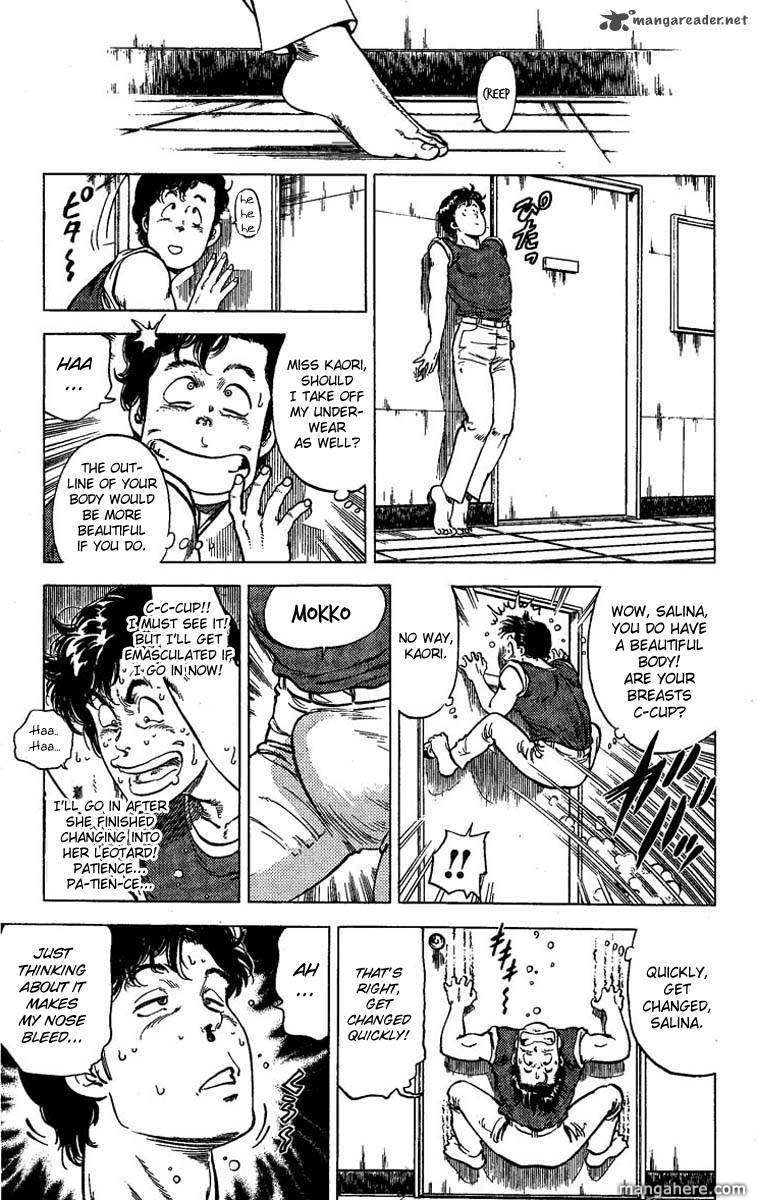 mangareader.net
CREEP
ピタ〜
he
he
he
HAA
...
MISS KAORI,
SHOULD
I TAKE OFF
MY UNDER-
WEAR
AS WELL?
THE OUT-
LINE OF YOUR
BODY WOULD
BE MORE
BEAUTIFUL
IF YOU DO.
WOW, SALINA,
YOU DO HAVE
A BEAUTIFUL
BODY!
ARE YOUR
BREASTS
C-CUP?
NO WAY,
KAORI.
!!
MOKKO
C-C-CUP!!
I MUST SEE IT!
BUT I'LL GET
EMASCULATED IF
I GO IN NOW!
Haa..
Haa...
I'LL GO IN AFTER
SHE FINISHED
CHANGING INTO
HER LEOTARD!
PATIENCE...
PA-TIEN-CE...
QUICKLY,
GET
CHANGED,
SALINA.
THAT'S
RIGHT,
GET
CHANGED
QUICKLY!
AH
...
JUST
THINKING
ABOUT IT
MAKES
MY NOSE
BLEED...
www.mangahere.com